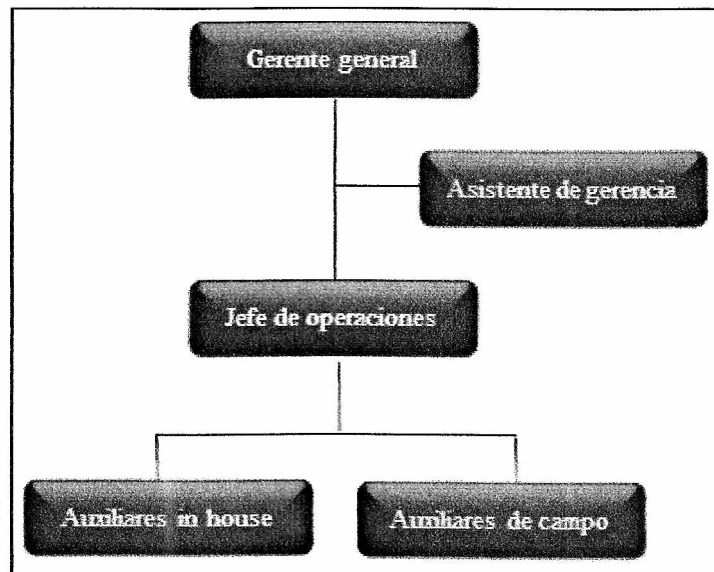 Gerente general
Asistente de gerencia
Jefe de operaciones
Auxiliares in house
Auxiliares de campo